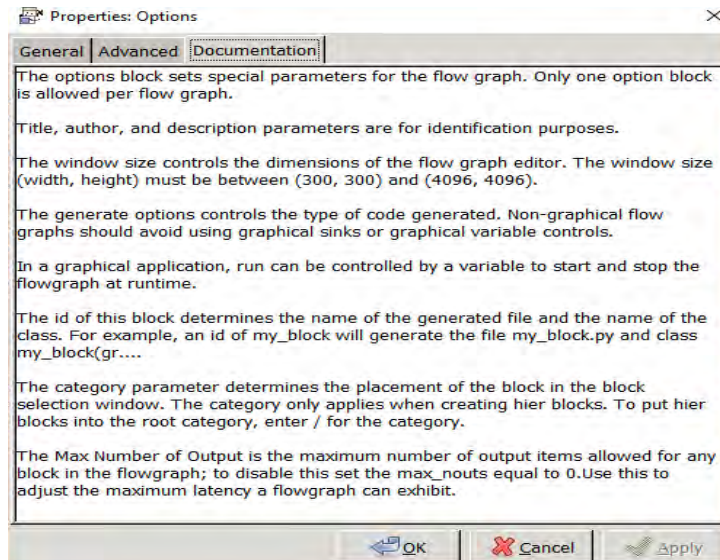 Properties: Options
General Advanced Documentation
The options block sets special parameters for the flow graph. Only one option block
is allowed per flow graph.
Title, author, and description parameters are for identification purposes.
The window size controls the dimensions of the flow graph editor. The window size
(width, height) must be between (300, 300) and (4096, 4096).
The generate options controls the type of code generated. Non-graphical flow
graphs should avoid using graphical sinks or graphical variable controls.
In a graphical application, run can be controlled by a variable to start and stop the
flowgraph at runtime.
The id of this block determines the name of the generated file and the name of the
class. For example, an id of my_block will generate the file my_block.py and class
my_block(gr....
The category parameter determines the placement of the block in the block
selection window. The category only applies when creating hier blocks. To put hier
blocks into the root category, enter / for the category.
The Max Number of Output is the maximum number of output items allowed for any
block in the flowgraph; to disable this set the max_nouts equal to 0.Use this to
adjust the maximum latency a flowgraph can exhibit.
OK Cancel Apply